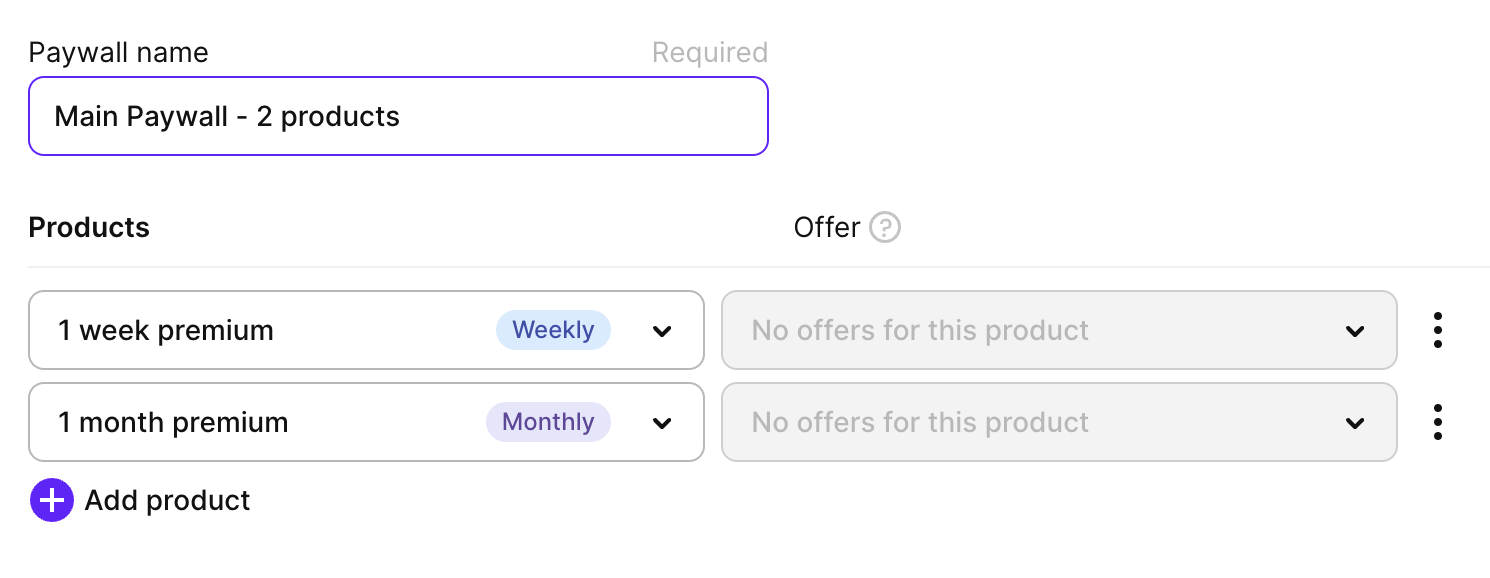 Paywall name Required
Main Paywall - 2 products
Products Offer ?
1 week premium Weekly No offers for this product
1 month premium Monthly No offers for this product
Add product